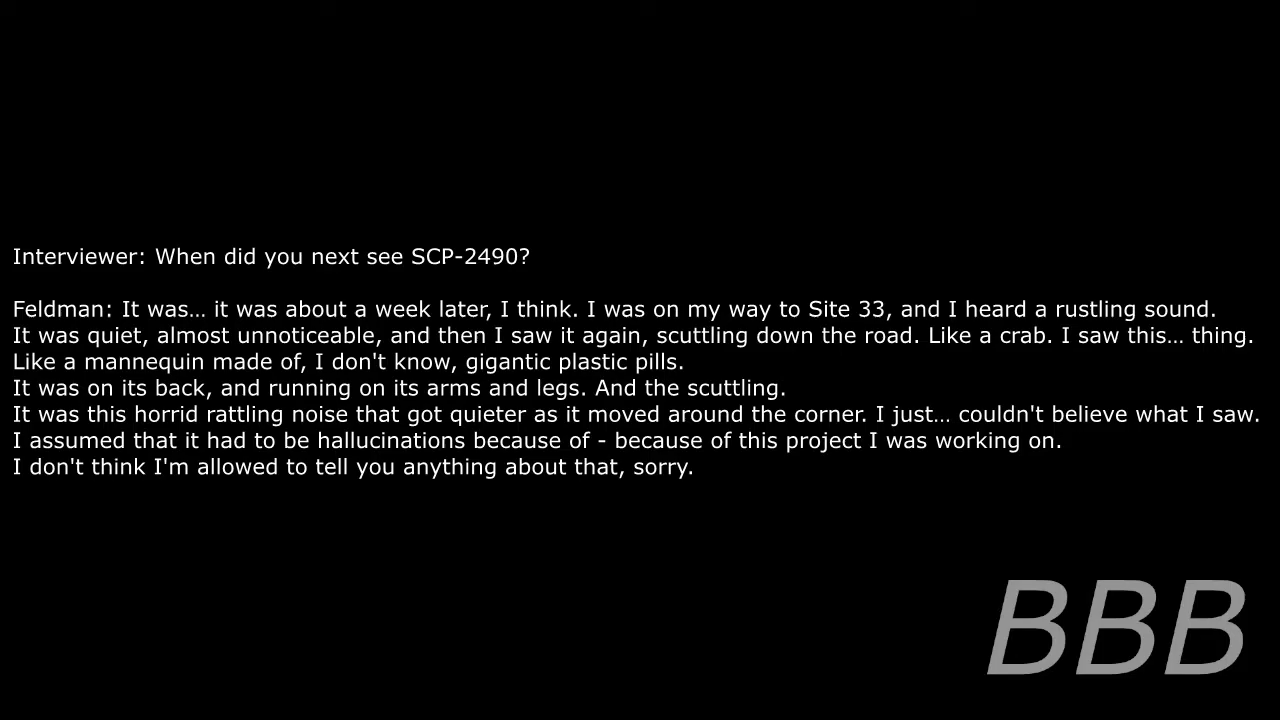 Interviewer: When did you next see SCP-2490?
Feldman: It was... it was about a week later, I think. I was on my way to Site 33, and I heard a rustling sound.
It was quiet, almost unnoticeable, and then I saw it again, scuttling down the road. Like a crab. I saw this... thing.
Like a mannequin made of, I don't know, gigantic plastic pills.
It was on its back, and running on its arms and legs. And the scuttling.
It was this horrid rattling noise that got quieter as it moved around the corner. I just... couldn't believe what I saw.
I assumed that it had to be hallucinations because of - because of this project I was working on.
I don't think I'm allowed to tell you anything about that, sorry.
BBB